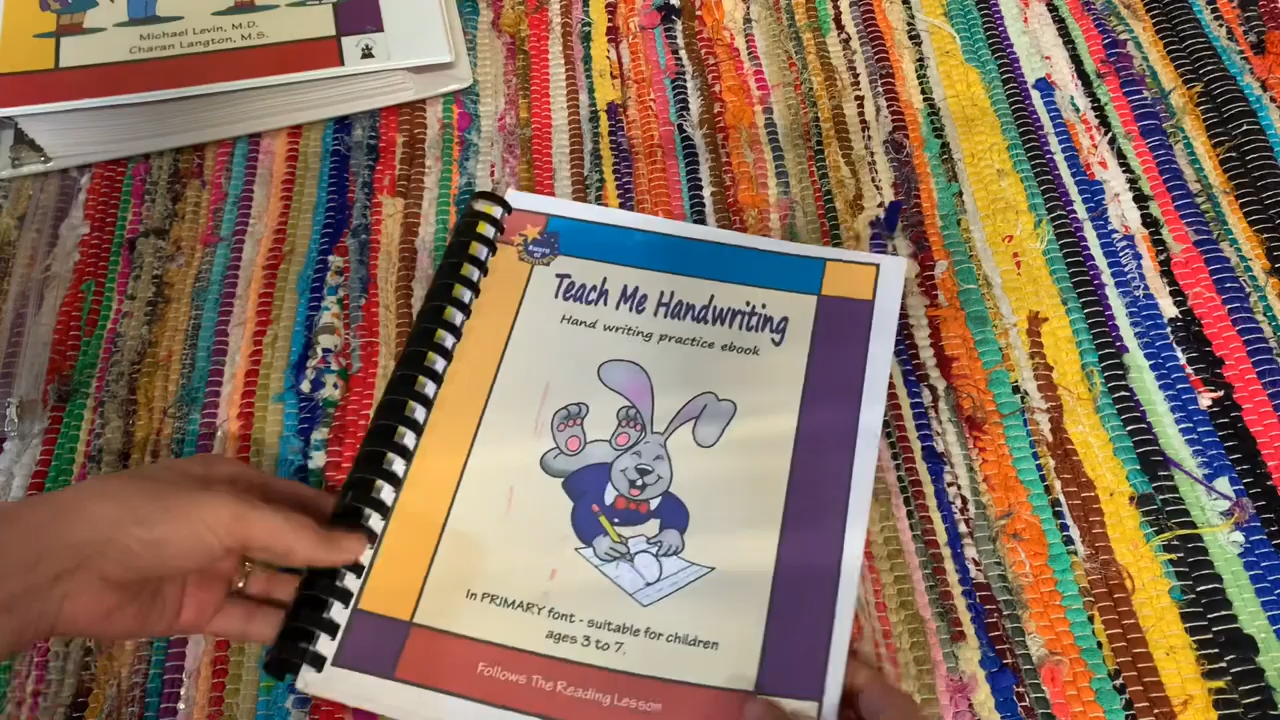 Michael Levin, M.D.
Charan Langton, M.S.
Teach Me Handwriting
Hand writing practice ebook
In PRIMARY font - suitable for children
ages 3 to 7.
Follows The Reading Lesson